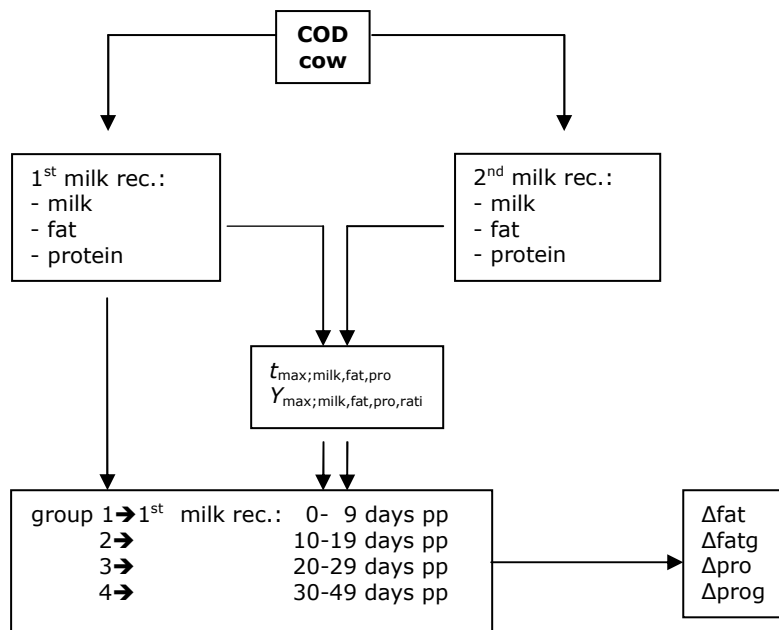 COD
cow
1st milk rec.:
- milk
- fat
- protein
2nd milk rec.:
- milk
- fat
- protein
tmax;milk,fat,pro
Ymax;milk,fat,pro,rati
group 1➔1st milk rec.: 0- 9 days pp
2➔ 10-19 days pp
3➔ 20-29 days pp
4➔ 30-49 days pp
Δfat
Δfatg
Δpro
Δprog